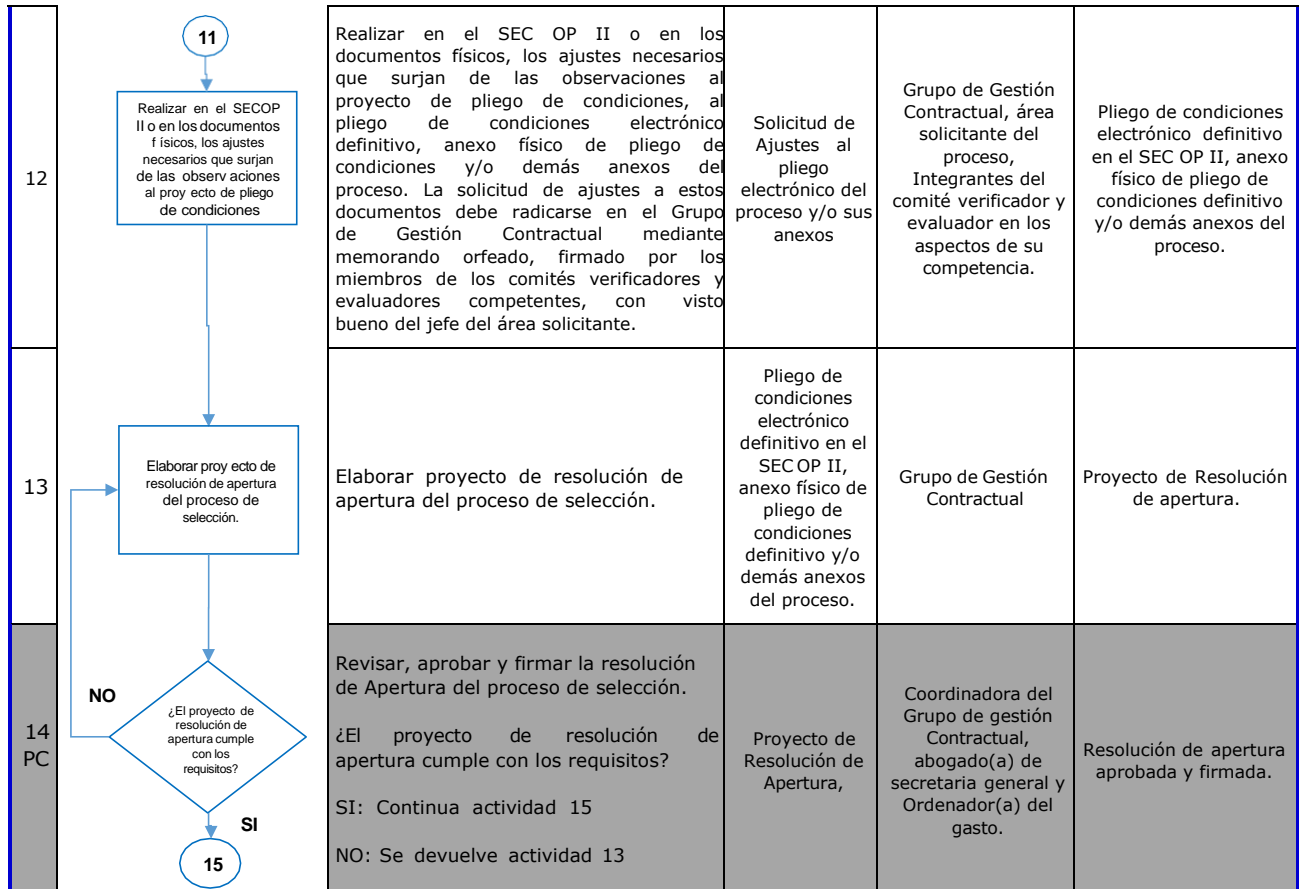 12
11
Realizar en el SECOP
II o en los documentos
f ísicos, los ajustes
necesarios que surjan
de las observ aciones
al proy ecto de pliego
de condiciones
Realizar en el SEC OP II o en los
documentos físicos, los ajustes necesarios
que surjan de las observaciones al
proyecto de pliego de condiciones, al
pliego de condiciones electrónico
definitivo, anexo físico de pliego de
condiciones y/o demás anexos del
proceso. La solicitud de ajustes a estos
documentos debe radicarse en el Grupo
de Gestión Contractual mediante
memorando orfeado, firmado por los
miembros de los comités verificadores y
evaluadores competentes, con visto
bueno del jefe del área solicitante.
Solicitud de
Ajustes al
pliego
electrónico del
proceso y/o sus
anexos
Grupo de Gestión
Contractual, área
solicitante del
proceso,
Integrantes del
comité verificador y
evaluador en los
aspectos de su
competencia.
Pliego de condiciones
electrónico definitivo
en el SEC OP II, anexo
físico de pliego de
condiciones definitivo
y/o demás anexos del
proceso.
13
Elaborar proy ecto de
resolución de apertura
del proceso de
selección.
Elaborar proyecto de resolución de
apertura del proceso de selección.
Pliego de
condiciones
electrónico
definitivo en el
SEC OP II,
anexo físico de
pliego de
condiciones
definitivo y/o
demás anexos
del proceso.
Grupo de Gestión
Contractual
Proyecto de Resolución
de apertura.
14
PC
NO
¿El proyecto de
resolución de
apertura cumple
con los
requisitos?
SI
15
Revisar, aprobar y firmar la resolución
de Apertura del proceso de selección.
¿El proyecto de resolución de
apertura cumple con los requisitos?
SI: Continua actividad 15
NO: Se devuelve actividad 13
Proyecto de
Resolución de
Apertura,
Coordinadora del
Grupo de gestión
Contractual,
abogado(a) de
secretaria general y
Ordenador(a) del
gasto.
Resolución de apertura
aprobada y firmada.